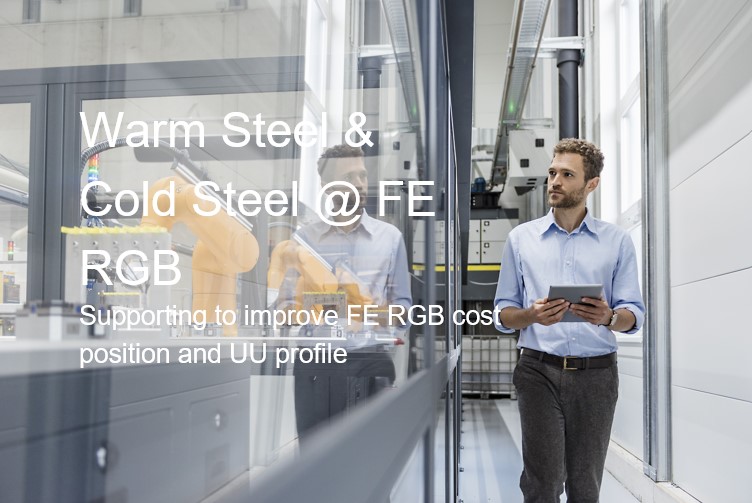 Warm Steel &
Cold Steel @ FE
RGB
Supporting to improve FE RGB cost
position and UU profile